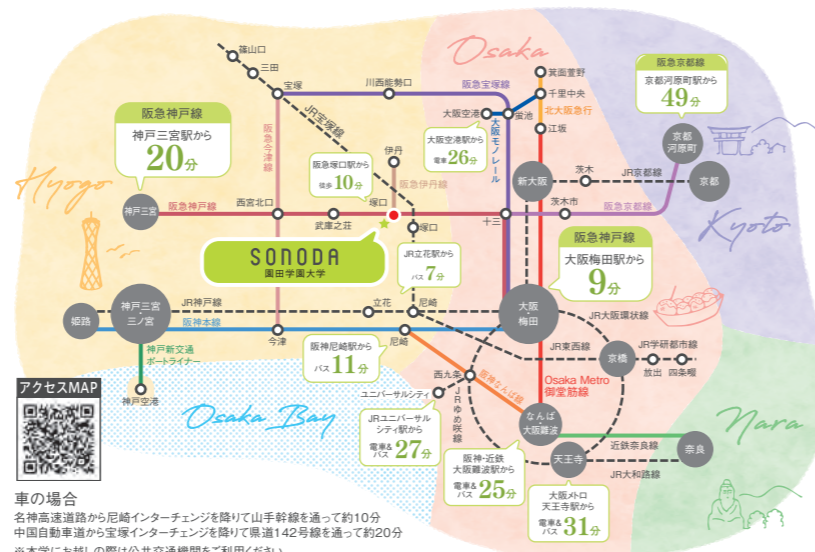 Osaka
篠山口
三田
宝塚
川西能勢口
阪急宝塚線
箕面萱野
千里中央
北大阪急行
江坂
大阪空港
蛍池
大阪モノレール
大阪空港駅から
電車26分
阪急京都線
京都河原町駅から
49分
京都
河原町
阪急神戸線
神戸三宮駅から
20分
JR宝塚線
阪急今津線
阪急塚口駅から
徒歩10分
伊丹
阪急伊丹線
塚口
新大阪
茨木
JR京都線
京都
Hyogo
神戸三宮
阪急神戸線
西宮北口
武庫之荘
塚口
十三
茨木市
阪急京都線
Kyoto
SONODA
園田学園大学
JR立花駅から
バス7分
阪急神戸線
大阪梅田駅から
9分
姫路
神戸三宮
・
三ノ宮
JR神戸線
立花
尼崎
大阪
・
梅田
JR大阪環状線
阪神本線
今津
尼崎
JR東西線
京橋
JR学研都市線
放出
四条畷
神戸新交通
ポートライナー
阪神尼崎駅から
バス11分
西九条
阪神なんば線
Osaka Metro
御堂筋線
アクセスMAP
神戸空港
Osaka Bay
ユニバーサルシティ
JRゆめ咲線
JRユニバーサル
シティ駅から
電車&
バス27分
なんば
・
大阪難波
近鉄奈良線
奈良
Nara
阪神・近鉄
大阪難波駅から
電車&
バス25分
天王寺
JR大和路線
大阪メトロ
天王寺駅から
電車&
バス31分
車の場合
名神高速道路から尼崎インターチェンジを降りて山手幹線を通って約10分
中国自動車道から宝塚インターチェンジを降りて県道142号線を通って約20分
※本学にお越しの際は公共交通機関をご利用ください